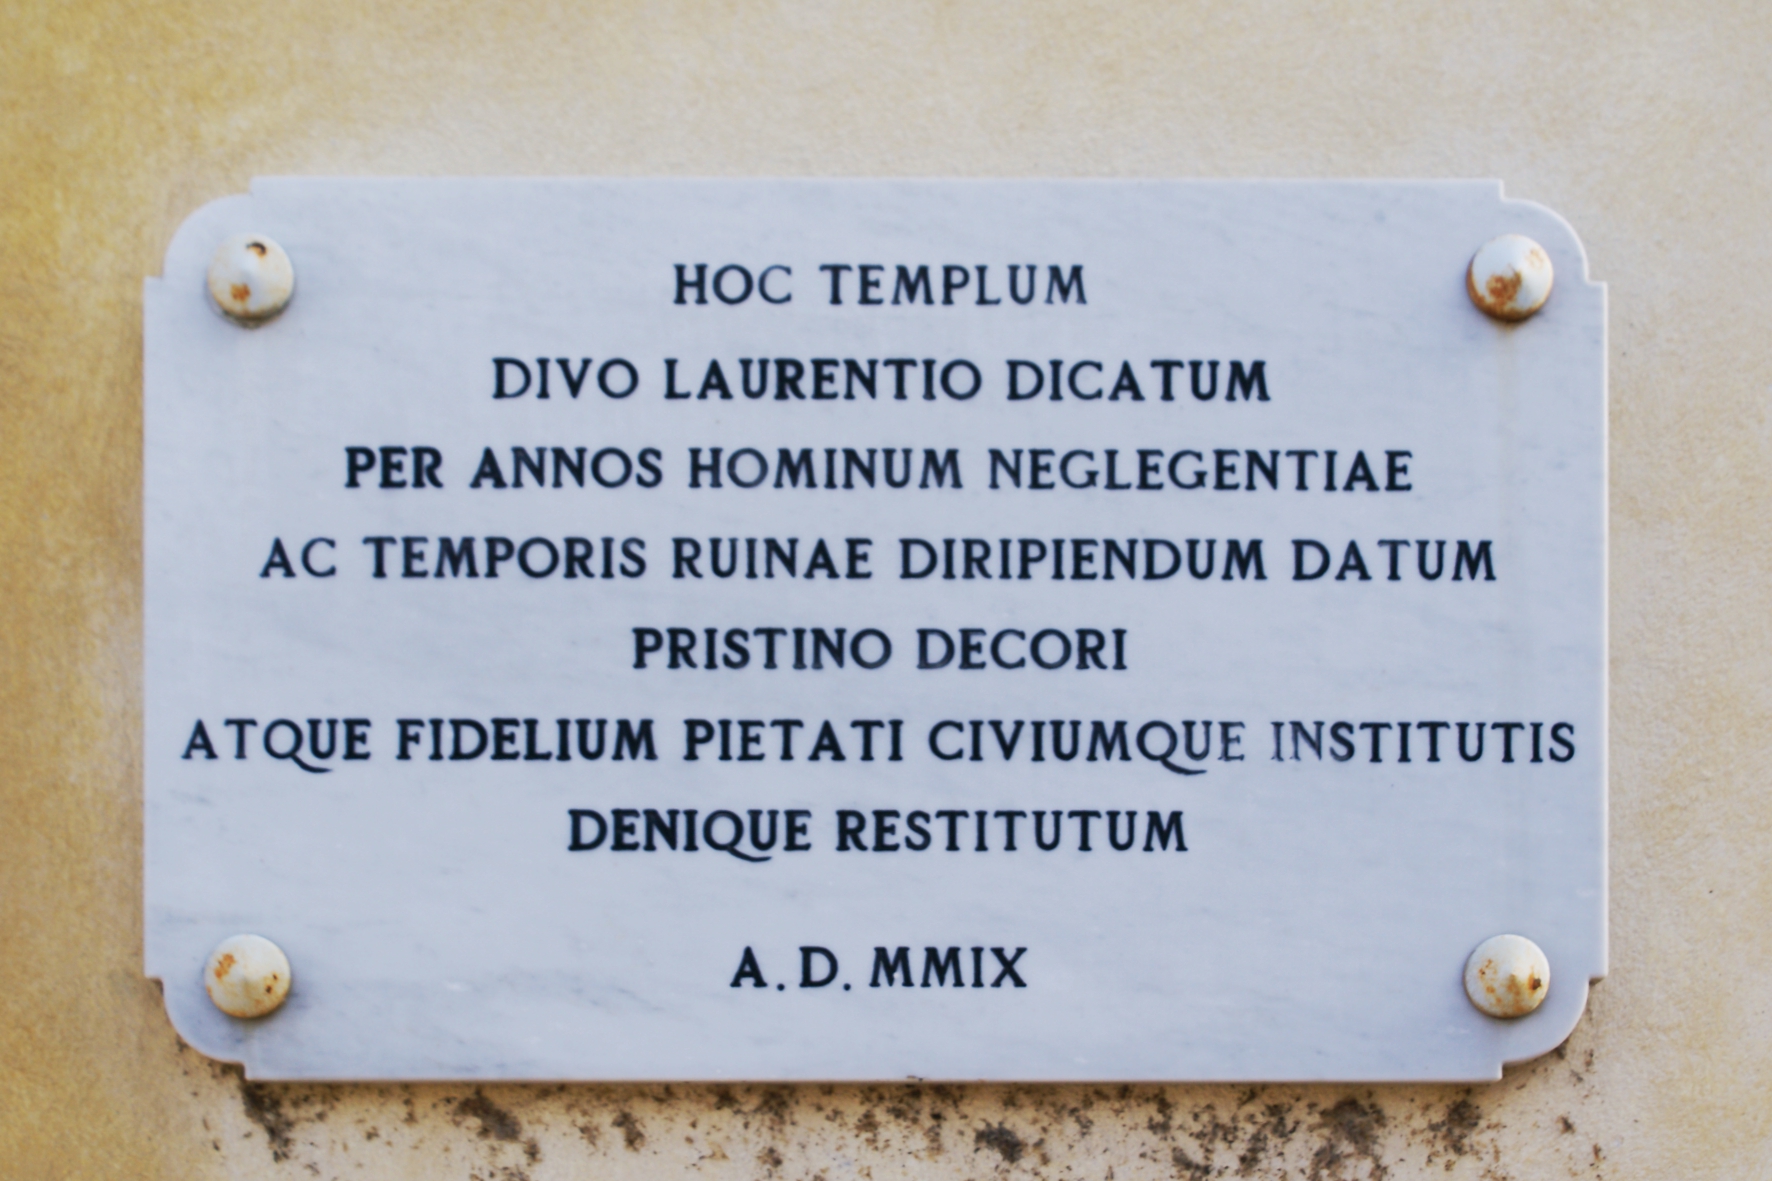 HOC TEMPLUM
DIVO LAURENTIO DICATUM
PER ANNOS HOMINUM NEGLEGENTIAE
AC TEMPORIS RUINAE DIRIPIENDUM DATUM
PRISTINO DECORI
ATQUE FIDELIUM PIETATI CIVIUMQUE INSTITUTIS
DENIQUE RESTITUTUM
A. D. MMIX